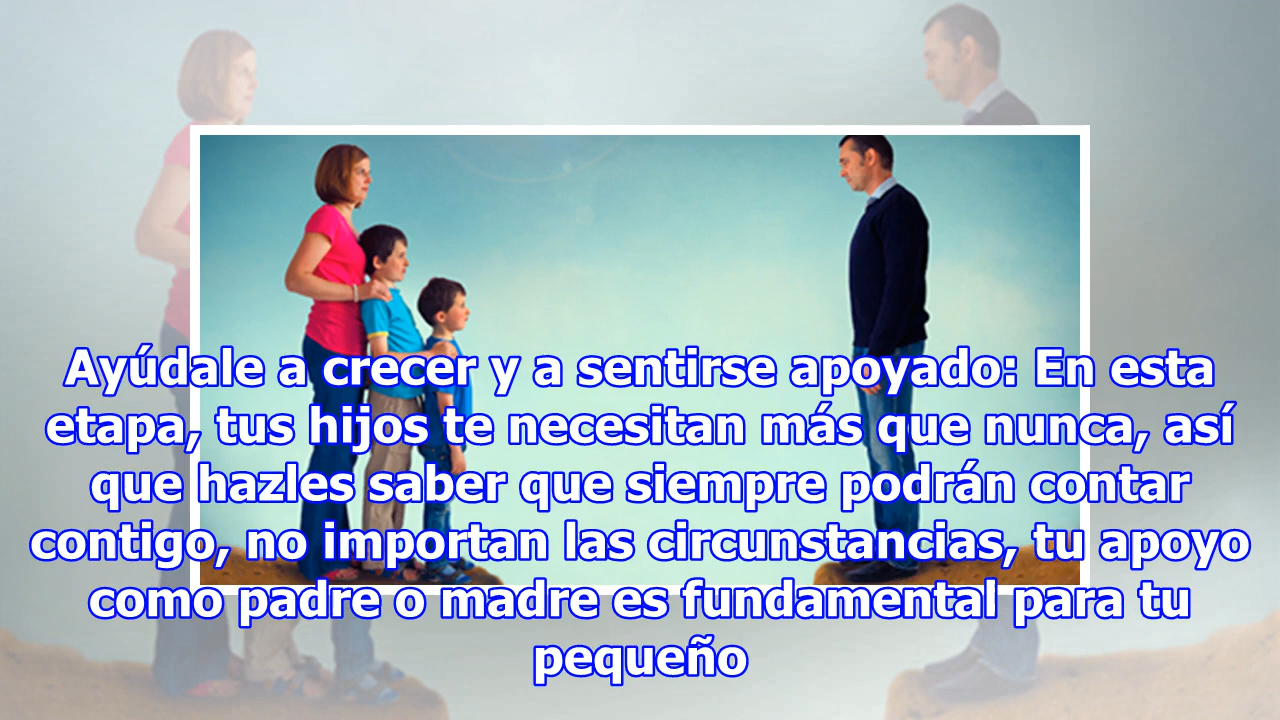 Ayúdale a crecer y a sentirse apoyado: En esta
etapa, tus hijos te necesitan más que nunca, así
que hazles saber que siempre podrán contar
contigo, no importan las circunstancias, tu apoyo
como padre o madre es fundamental para tu
pequeño